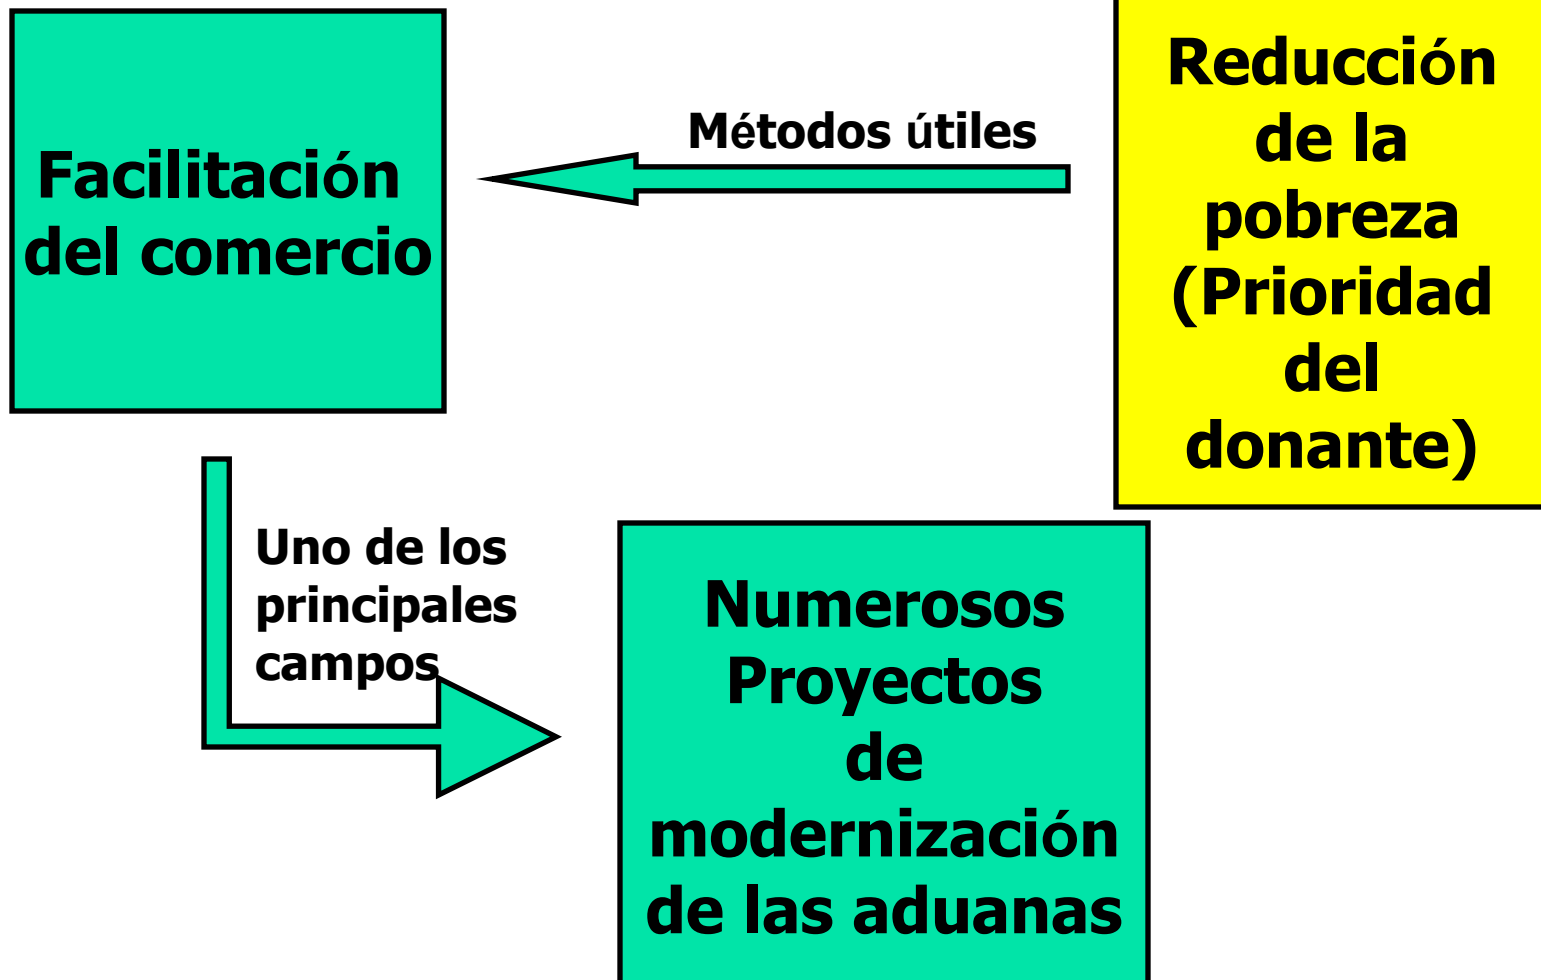 Facilitación
del comercio
Métodos útiles
Reducción
de la
pobreza
(Prioridad
del
donante)
Uno de los
principales
campos
Numerosos
Proyectos
de
modernización
de las aduanas